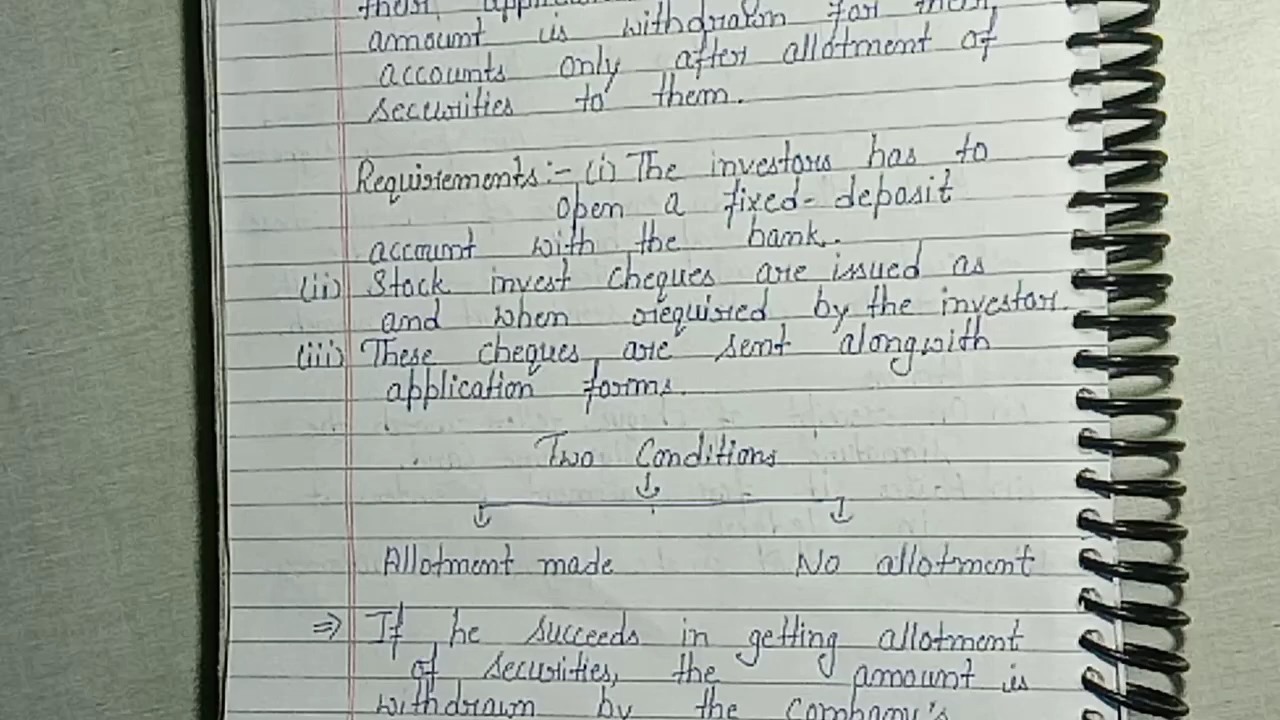 their
amount is withdrawn for them
accounts only after allotment of
securities to them.
Requirements:- (i) The investors has to
open a fixed-deposit
account with the bank.
(ii) Stock invest cheques are issued as
and when required by the investor.
(iii) These cheques are sent alongwith
application forms.
Two Conditions
Allotment made No allotment
⇒ If he succeeds in getting allotment
of securities, the amount is
withdrawn by the company's